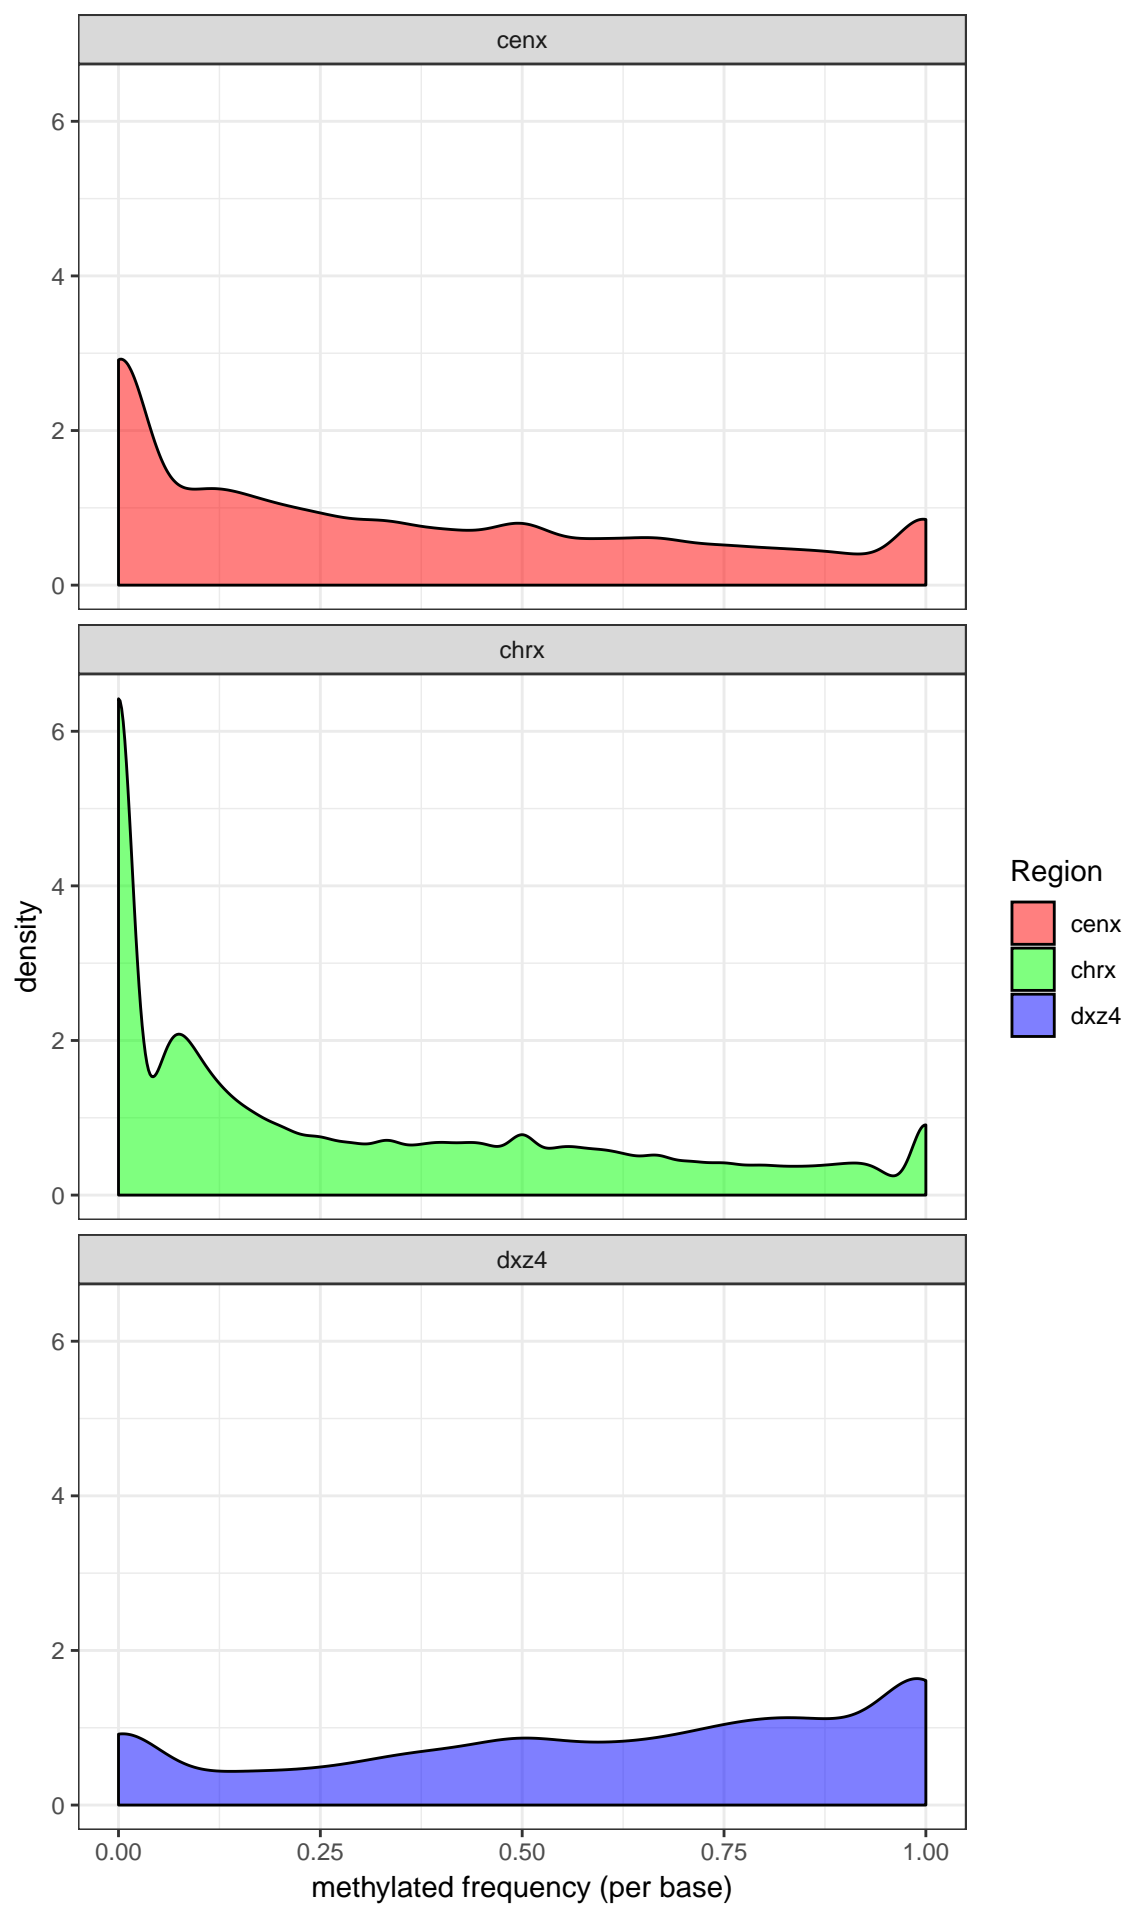 cenx
6
4
2
0
chrx
6
4
2
0
dxz4
6
4
2
0
0.00 0.25 0.50 0.75 1.00
methylated frequency (per base)
density
Region
cenx
chrx
dxz4